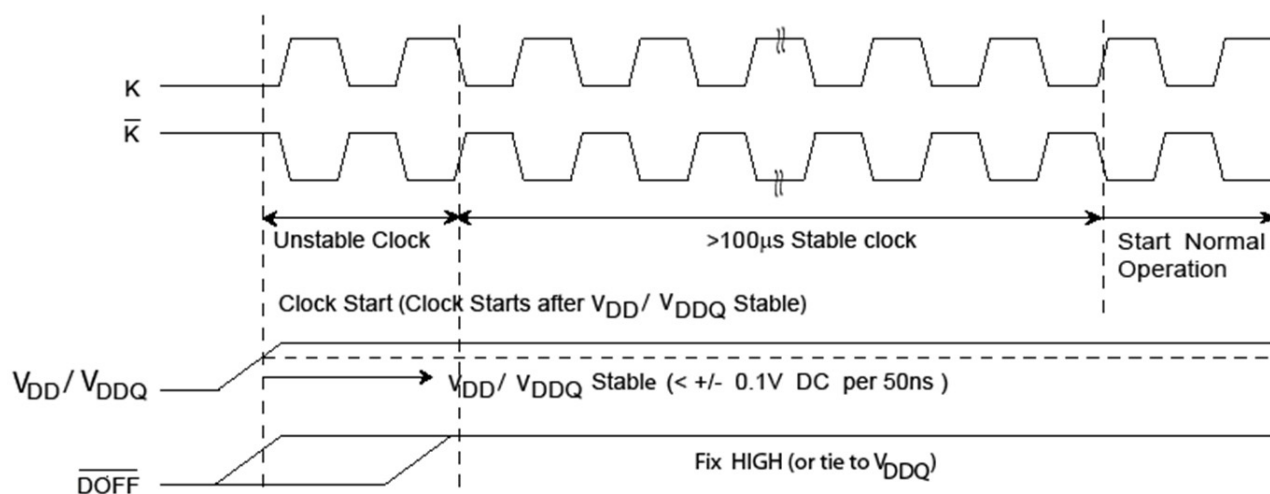 K
K̅
Unstable Clock
>100μs Stable clock
Start Normal
Operation
Clock Start (Clock Starts after VDD/ VDDQ Stable)
VDD/ VDDQ
VDD/ VDDQ Stable (< +/- 0.1V DC per 50ns )
Fix HIGH (or tie to VDDQ)
D̅O̅F̅F̅